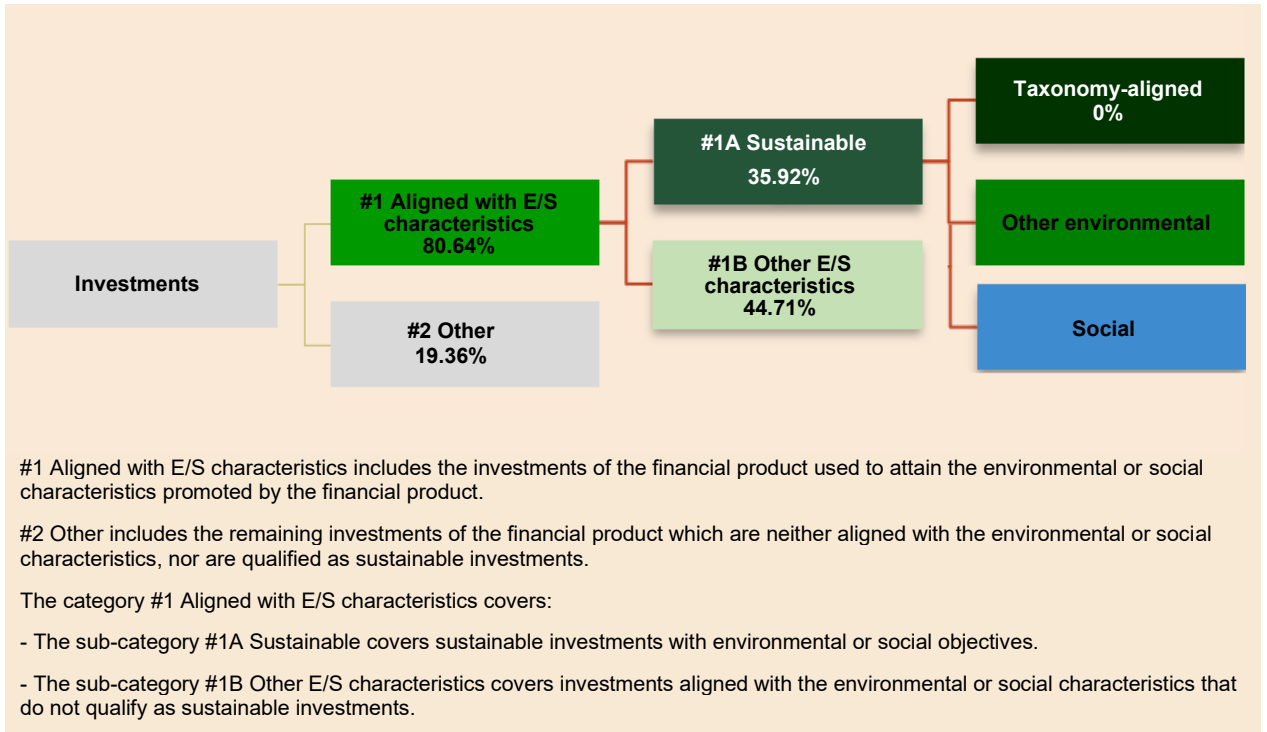 Investments
#1 Aligned with E/S
characteristics
80.64%
#2 Other
19.36%
#1A Sustainable
35.92%
#1B Other E/S
characteristics
44.71%
Taxonomy-aligned
0%
Other environmental
Social
#1 Aligned with E/S characteristics includes the investments of the financial product used to attain the environmental or social
characteristics promoted by the financial product.
#2 Other includes the remaining investments of the financial product which are neither aligned with the environmental or social
characteristics, nor are qualified as sustainable investments.
The category #1 Aligned with E/S characteristics covers:
- The sub-category #1A Sustainable covers sustainable investments with environmental or social objectives.
- The sub-category #1B Other E/S characteristics covers investments aligned with the environmental or social characteristics that
do not qualify as sustainable investments.